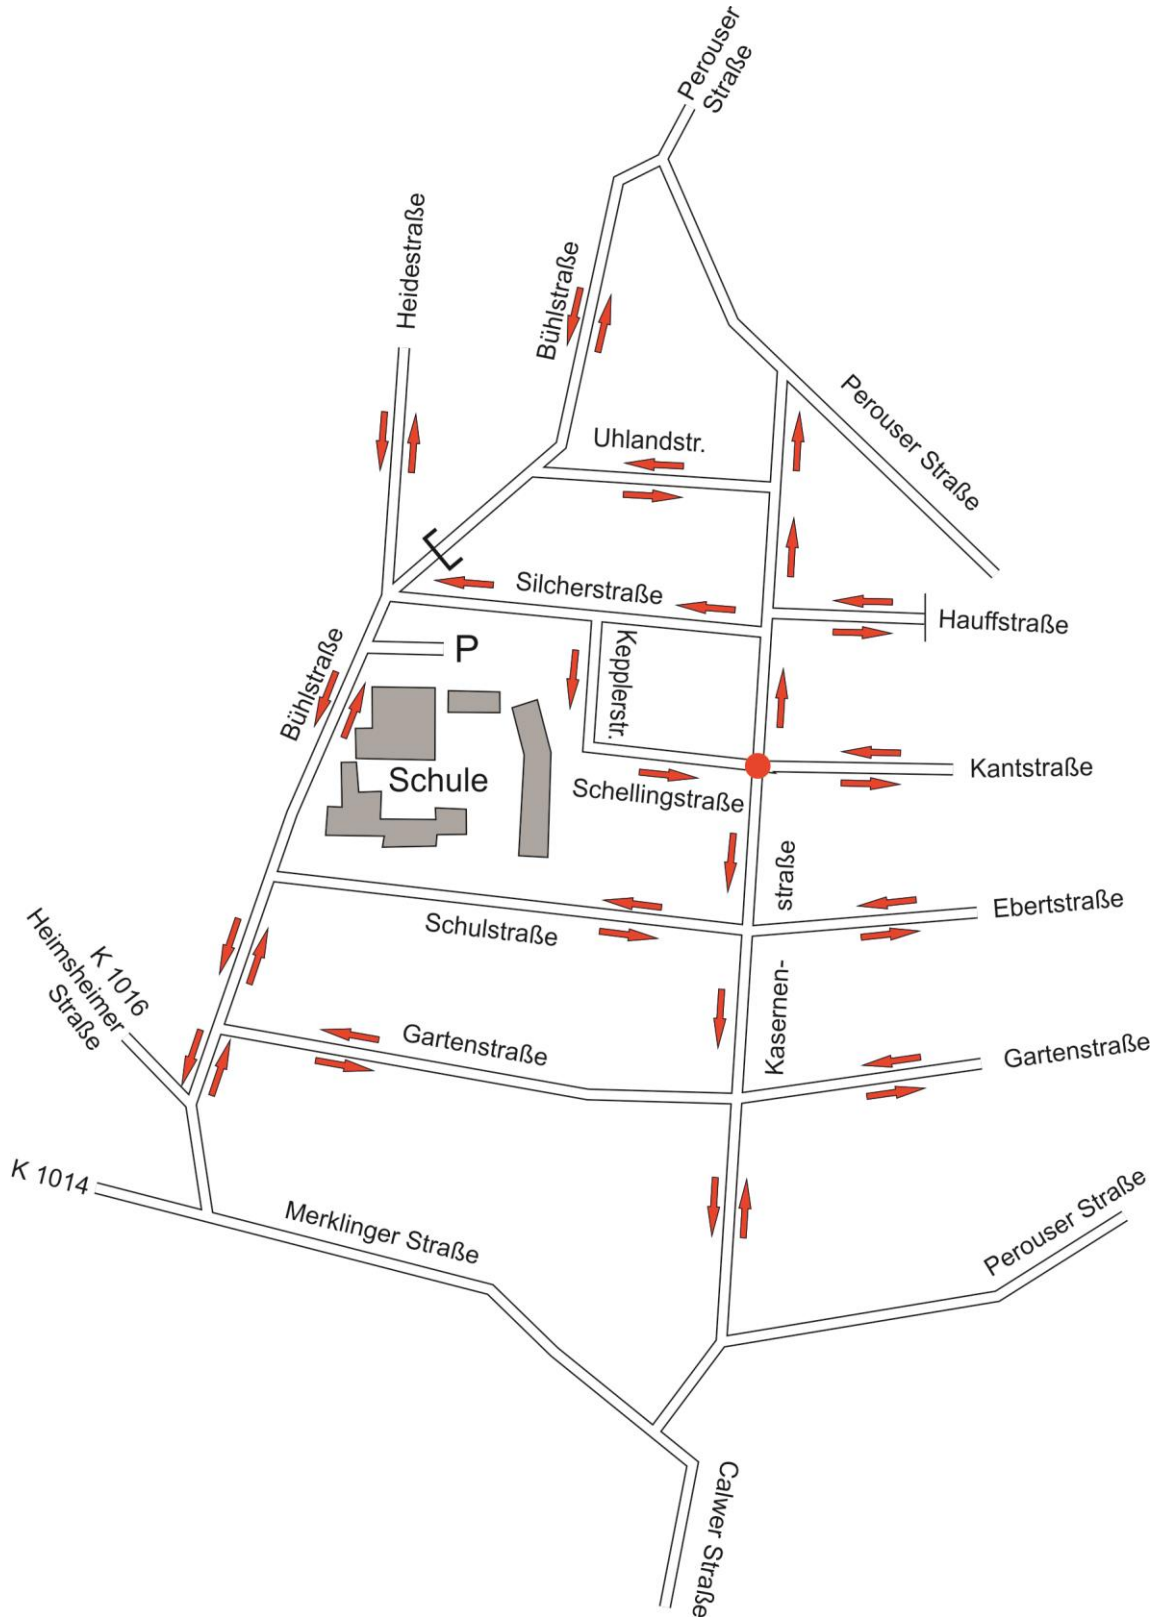 Perouser
Straße
Heidestraße
Bühlstraße
Uhlandstr.
Perouser Straße
Silcherstraße
Hauffstraße
Kepplerstr.
P
Bühlstraße
Schule
Schellingstraße
Kantstraße
straße
Kasernen-
Ebertstraße
Schulstraße
K 1016
Heimsheimer
Straße
Gartenstraße
Gartenstraße
K 1014
Merklinger Straße
Perouser Straße
Calwer Straße